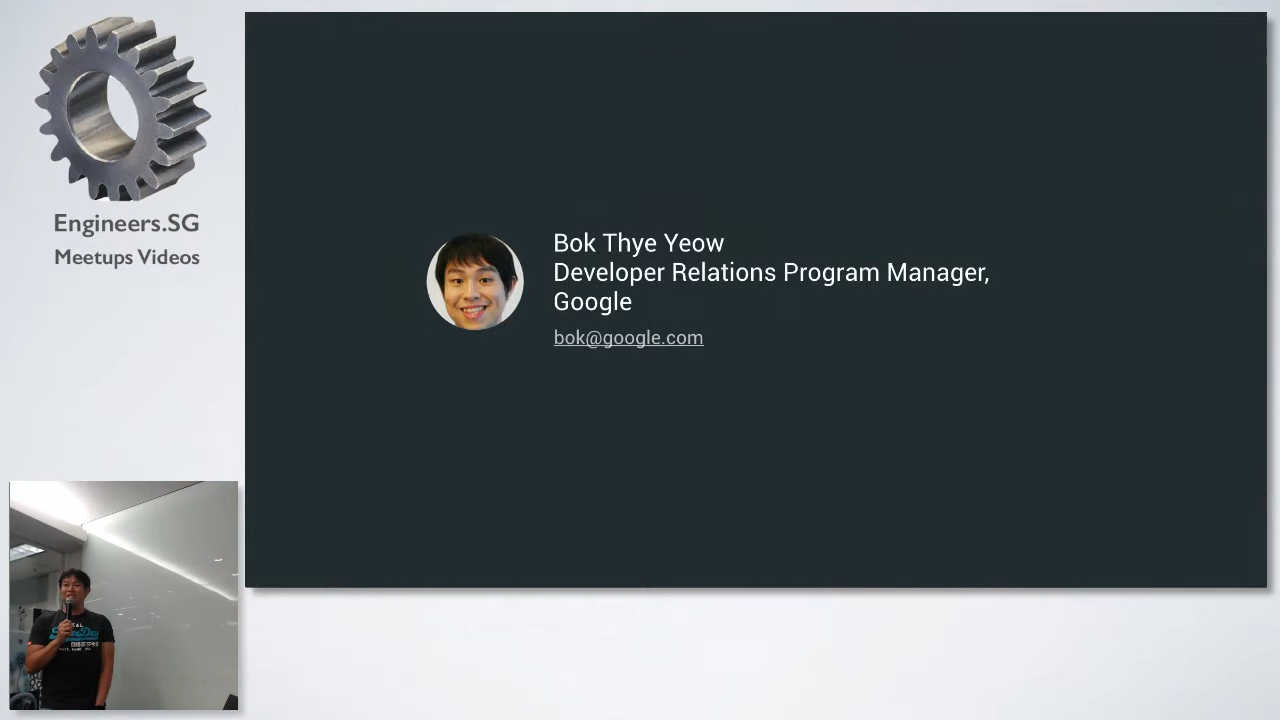 Engineers.SG
Meetups Videos
Bok Thye Yeow
Developer Relations Program Manager,
Google
bok@google.com